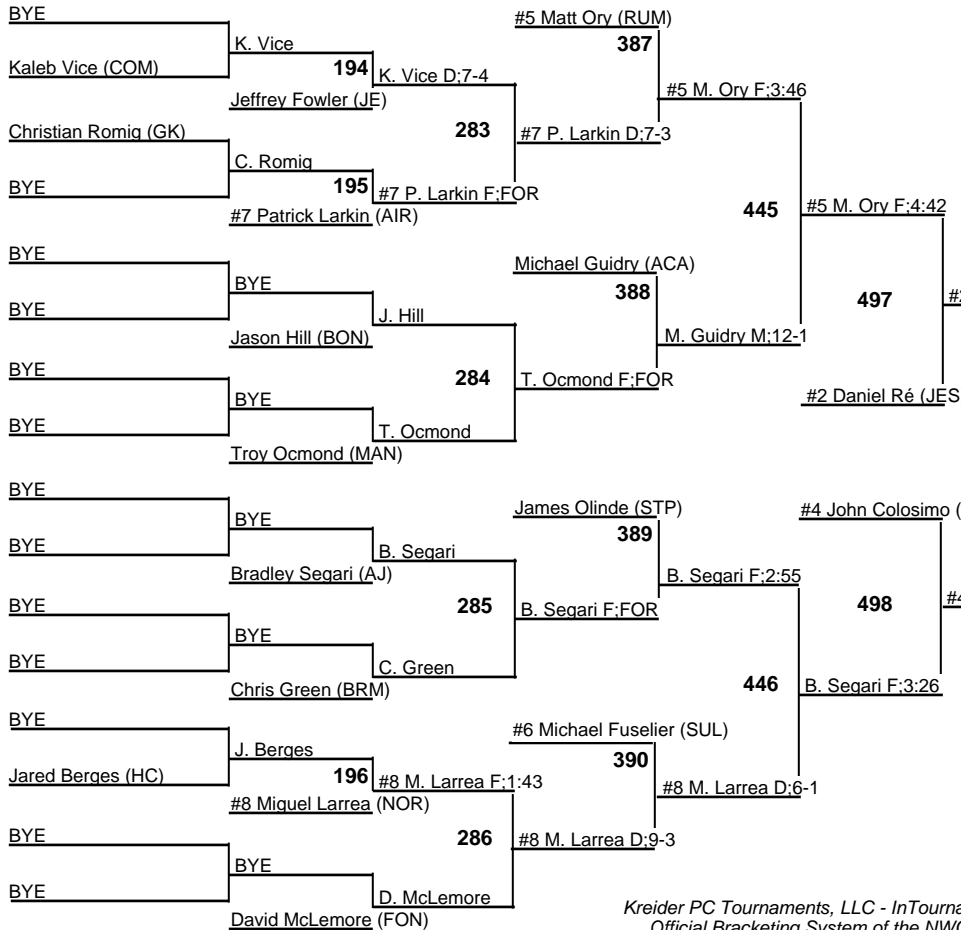 BYE
#5 Matt Ory (RUM)
K. Vice
387
Kaleb Vice (COM)
194
K. Vice D;7-4
#5 M. Ory F;3:46
Jeffrey Fowler (JE)
Christian Romig (GK)
283
#7 P. Larkin D;7-3
C. Romig
BYE
195
#7 P. Larkin F;FOR
445
#5 M. Ory F;4:42
#7 Patrick Larkin (AIR)
BYE
Michael Guidry (ACA)
BYE
388
497
#2
BYE
J. Hill
Jason Hill (BON)
M. Guidry M;12-1
BYE
284
T. Ocmond F;FOR
BYE
#2 Daniel Ré (JES
BYE
T. Ocmond
Troy Ocmond (MAN)
BYE
James Olinde (STP)
#4 John Colosimo (
BYE
389
BYE
B. Segari
Bradley Segari (AJ)
B. Segari F;2:55
BYE
285
B. Segari F;FOR
498
#4
BYE
BYE
C. Green
Chris Green (BRM)
446
B. Segari F;3:26
BYE
#6 Michael Fuselier (SUL)
J. Berges
390
Jared Berges (HC)
196
#8 M. Larrea F;1:43
#8 M. Larrea D;6-1
#8 Miguel Larrea (NOR)
BYE
286
#8 M. Larrea D;9-3
BYE
BYE
D. McLemore
David McLemore (FON)
Kreider PC Tournaments, LLC - InTourna
Official Bracketing System of the NWC